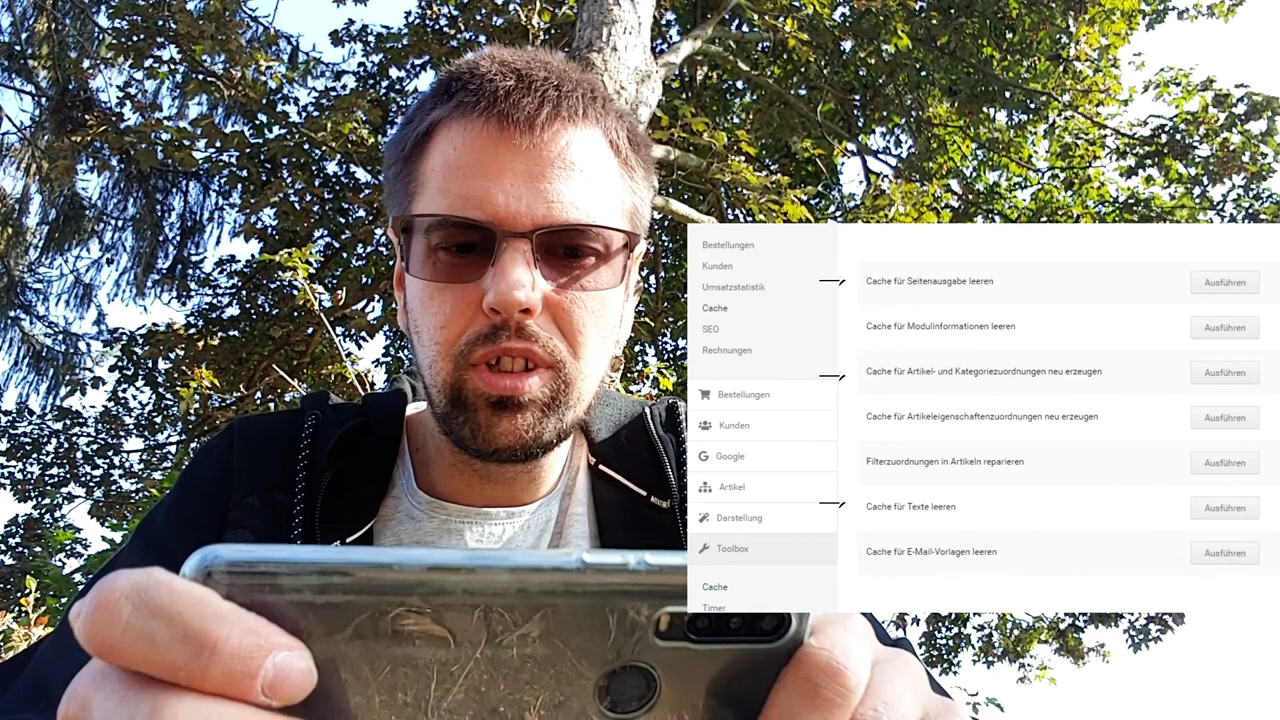 Bestellungen
Kunden
Umsatzstatistik
Cache
SEO
Rechnungen
Bestellungen
Kunden
Google
Artikel
Darstellung
Toolbox
Cache
Timer
Cache für Seitenausgabe leeren Ausführen
Cache für Modulinformationen leeren Ausführen
Cache für Artikel- und Kategoriezuordnungen neu erzeugen Ausführen
Cache für Artikeleigenschaftenzuordnungen neu erzeugen Ausführen
Filterzuordnungen in Artikeln reparieren Ausführen
Cache für Texte leeren Ausführen
Cache für E-Mail-Vorlagen leeren Ausführen